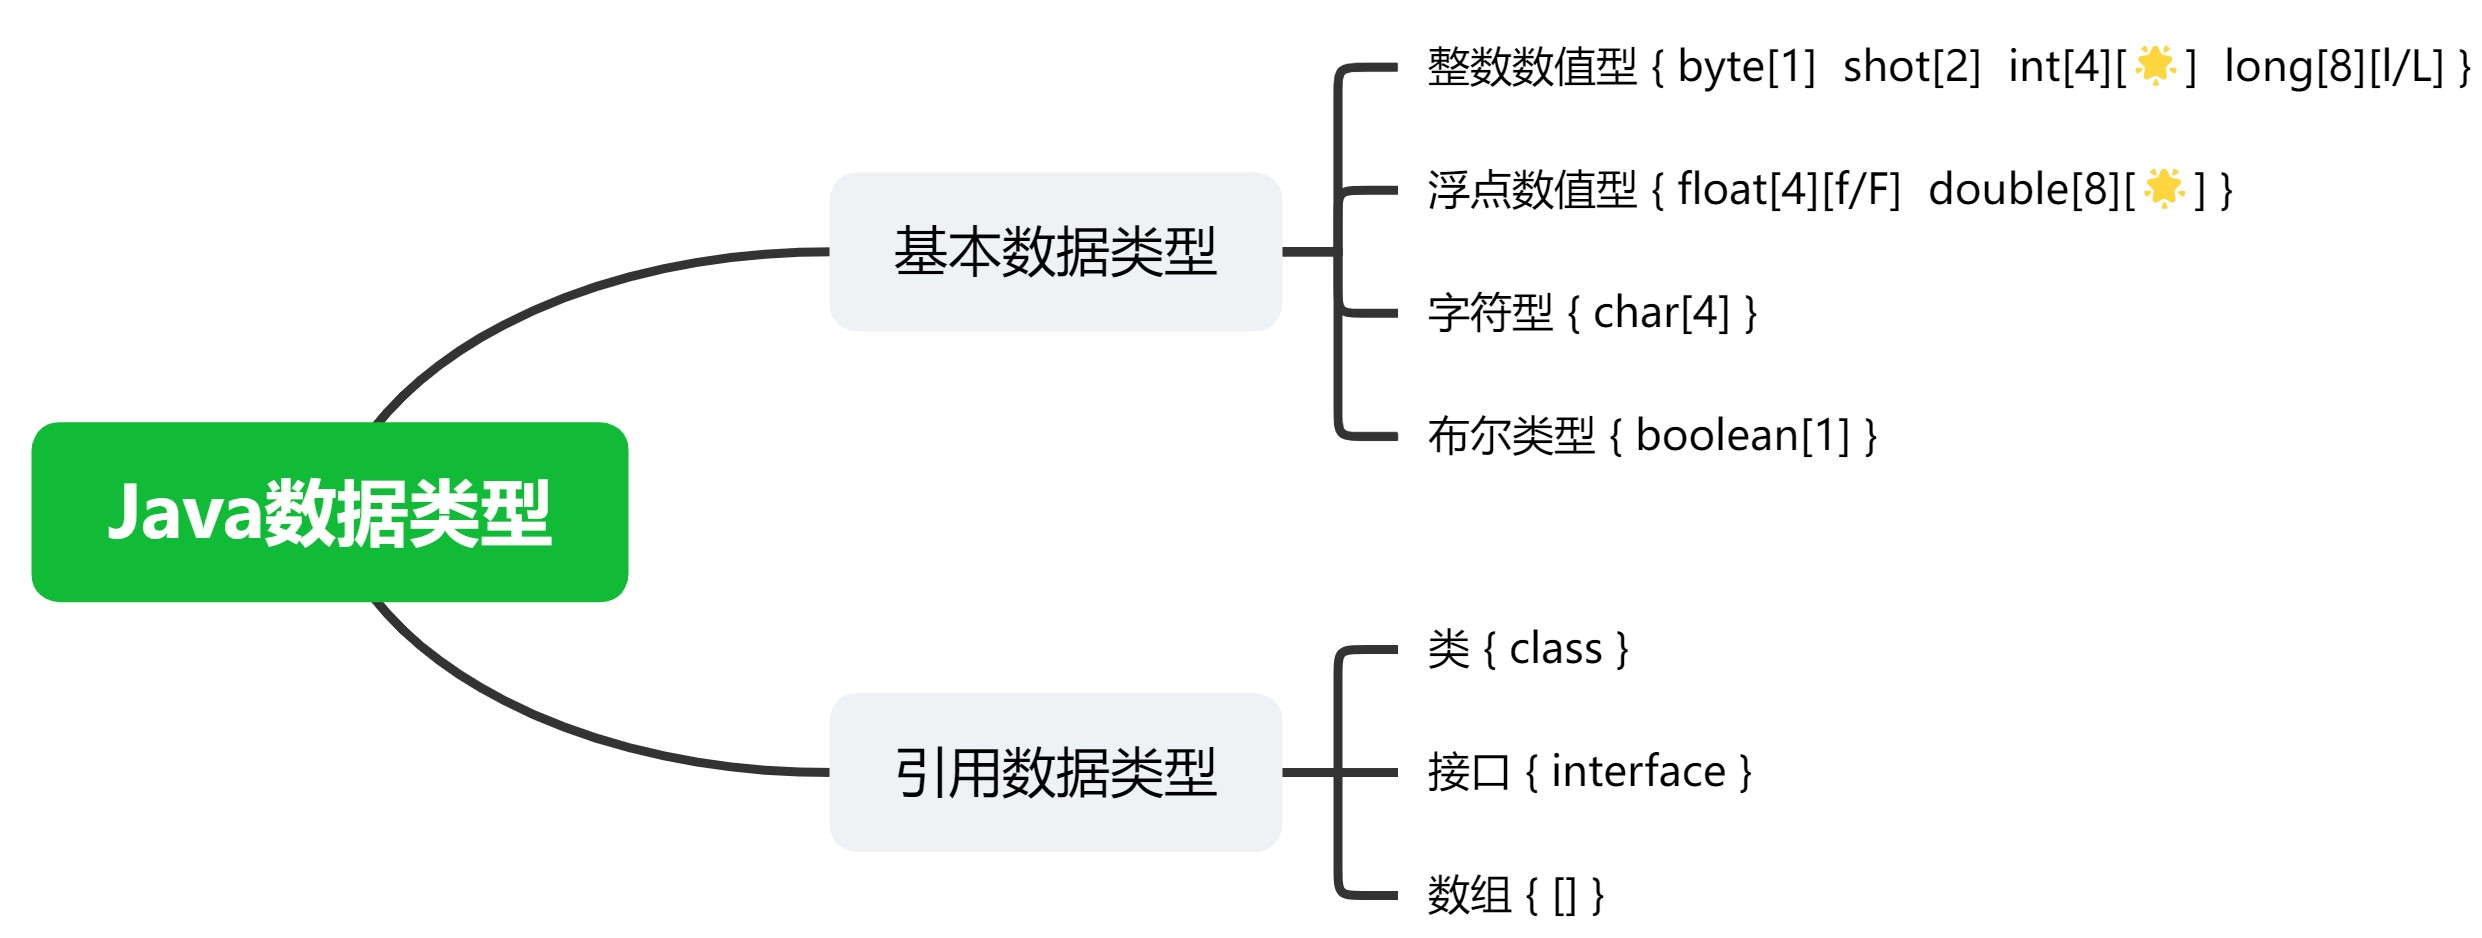 Java数据类型
基本数据类型
整数数值型 { byte[1]  shot[2]  int[4][🌟]  long[8][l/L] }
浮点数值型 { float[4][f/F]  double[8][🌟] }
字符型 { char[4] }
布尔类型 { boolean[1] }
引用数据类型
类 { class }
接口 { interface }
数组 { [] }